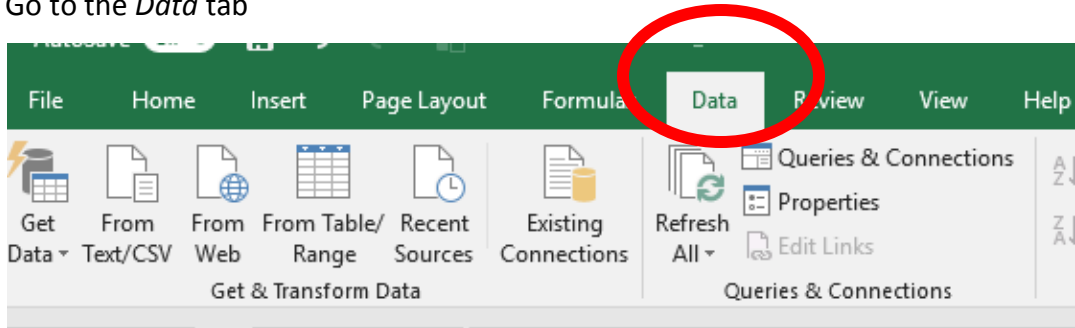 Go to the Data tab
File Home Insert Page Layout Formulas Data Review View Help
Get Data From Text/CSV From Web From Table/ Range Recent Sources Existing Connections Refresh All Queries & Connections
Properties
Edit Links
Get & Transform Data Queries & Connections